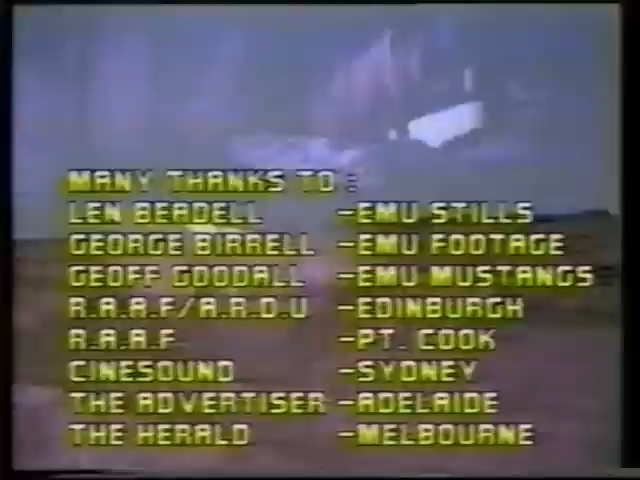 MANY THANKS TO:
LEN BEADELL -EMU STILLS
GEORGE BIRRELL -EMU FOOTAGE
GEOFF GOODALL -EMU MUSTANGS
R.A.A.F/A.R.D.U -EDINBURGH
R.A.A.F -PT. COOK
CINESOUND -SYDNEY
THE ADVERTISER -ADELAIDE
THE HERALD -MELBOURNE